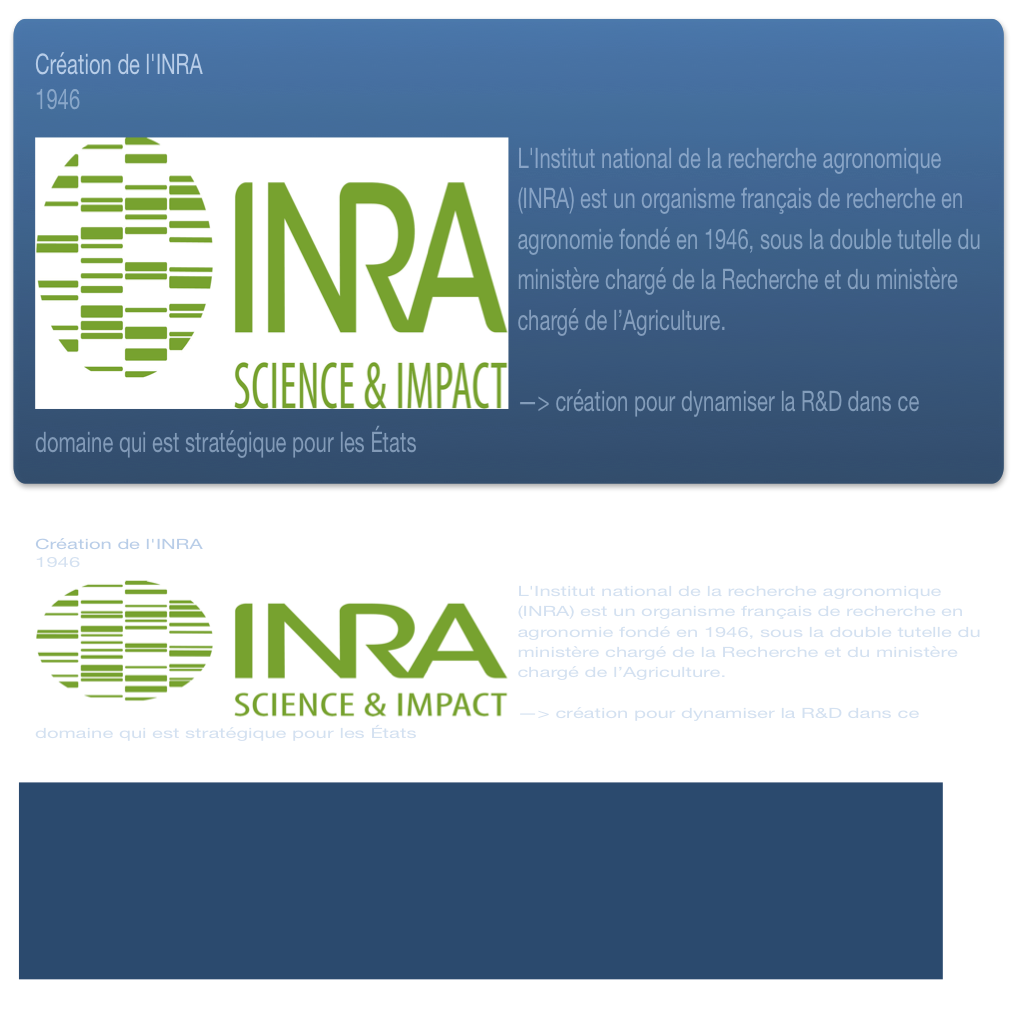 Création de l'INRA
1946
INRA
SCIENCE & IMPACT
L'Institut national de la recherche agronomique
(INRA) est un organisme français de recherche en
agronomie fondé en 1946, sous la double tutelle du
ministère chargé de la Recherche et du ministère
chargé de l’Agriculture.
—> création pour dynamiser la R&D dans ce
domaine qui est stratégique pour les États
Création de l'INRA
1946
INRA
SCIENCE & IMPACT
L'Institut national de la recherche agronomique
(INRA) est un organisme français de recherche en
agronomie fondé en 1946, sous la double tutelle du
ministère chargé de la Recherche et du ministère
chargé de l’Agriculture.
—> création pour dynamiser la R&D dans ce
domaine qui est stratégique pour les États